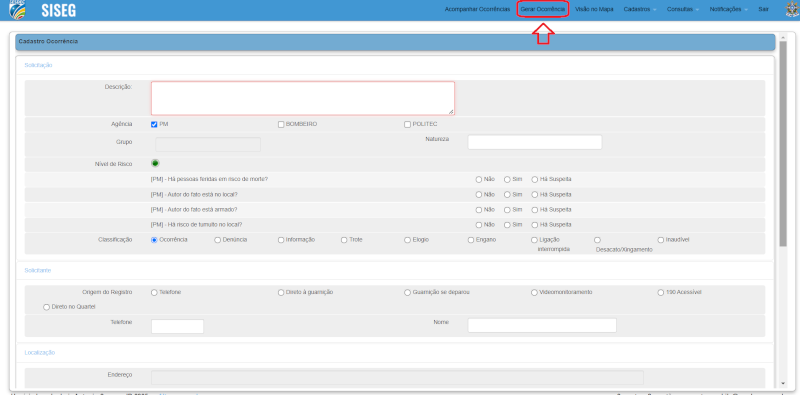 SISEG
Acompanhar Ocorrências Gerar Ocorrência Visão no Mapa Cadastros Consultas Notificações Sair
Cadastro Ocorrência
Solicitação
Descrição
Agência PM BOMBEIRO POLITEC
Grupo Natureza
Nível de Risco
[PM] - Há pessoas feridas em risco de morte? Não Sim Há Suspeita
[PM] - Autor do fato está no local? Não Sim Há Suspeita
[PM] - Autor do fato está armado? Não Sim Há Suspeita
[PM] - Há risco de tumulto no local? Não Sim Há Suspeita
Classificação Ocorrência Denúncia Informação Trote Elogio Engano Ligação interrompida Desacato/Xingamento Inaudível
Solicitante
Origem do Registro Telefone Direto à guarnição Guarnição se deparou Videomonitoramento 190 Acessível
Direto no Quartel
Telefone Nome
Localização
Endereço